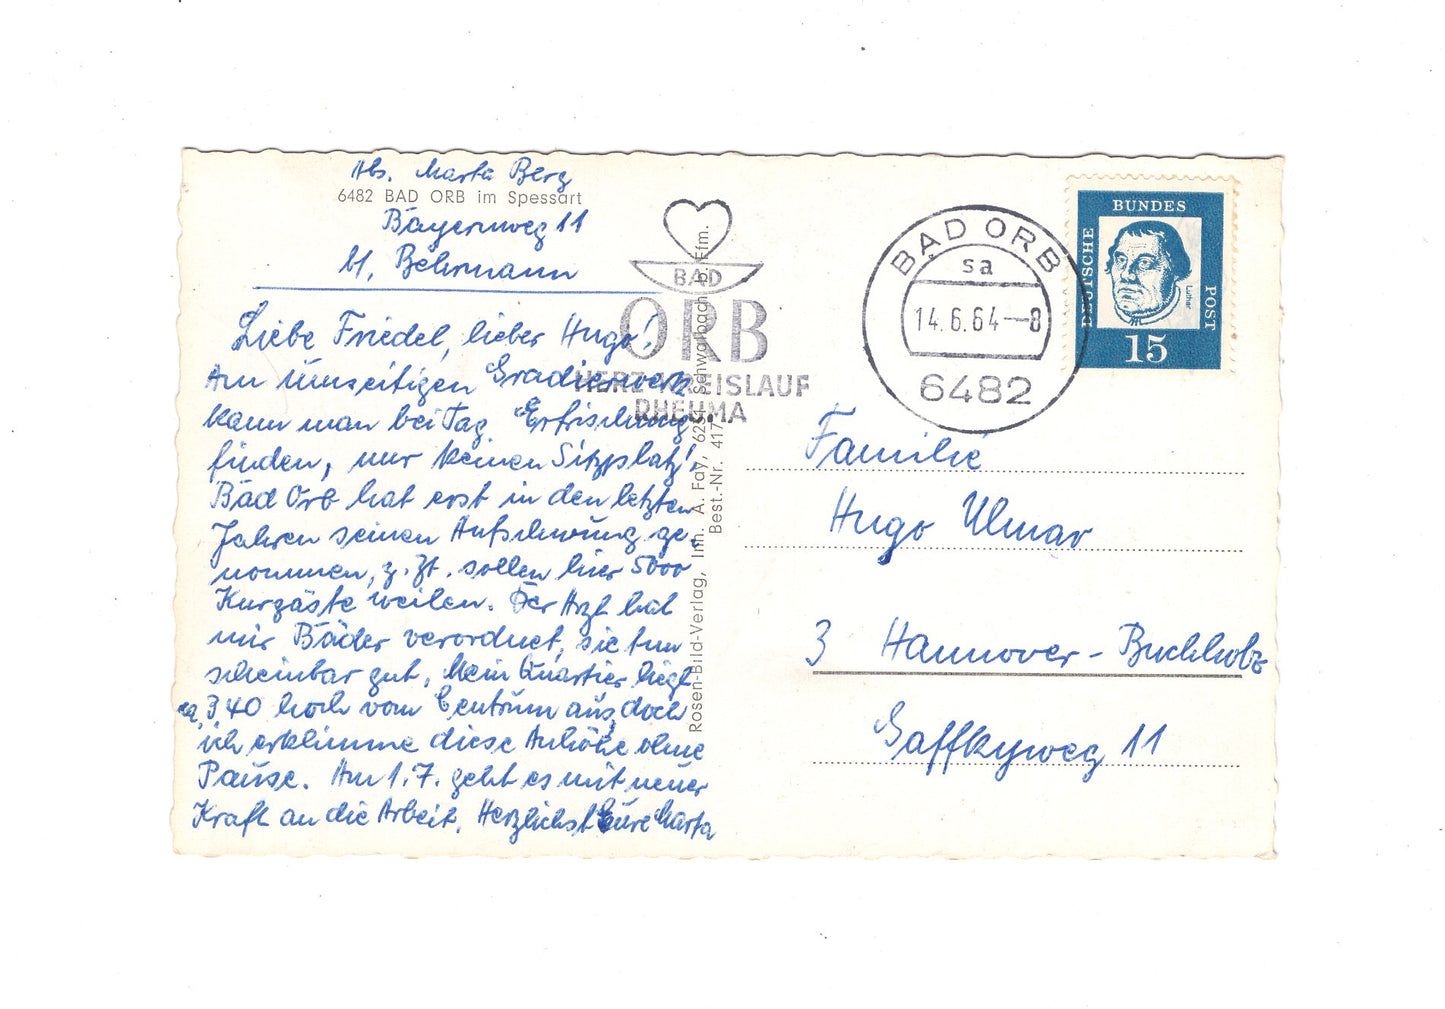 Abs. Marta Berg
6482 BAD ORB im Spessart
Bayernweg 11
b/, Behrmann
Liebe Friedel, lieber Hugo!
Am umseitigen Gradierwerk
kann man bei Tag Erfrischung
finden, nur keinen Sitzplatz!
Bad Orb hat erst in den letzten
Jahren seinen Aufschwung ge-
nommen, z. Zt. sollen hier 5000
Kurgäste weilen. Der Arzt hat
mir Bäder verordnet, sie tun
scheinbar gut. Mein Quartier liegt
ca 340 hoch vom Centrum aus, doch
ich erklimme diese Anhöhe ohne
Pause. Am 1.7. geht es mit neuer
Kraft an die Arbeit. Herzlichst Eure Marta
Rosen-Bild-Verlag, Inh. A. Fay, 6231 Schwalbach b. Ffm.
Best.-Nr. 417
BAD
ORB
HERZ KREISLAUF
RHEUMA
BAD ORB
sa
14.6.64--8
6482
DEUTSCHE
BUNDES
POST
Luther
15
Familie
Hugo Ulmar
3 Hannover-Buchholz
Gaffkyweg 11